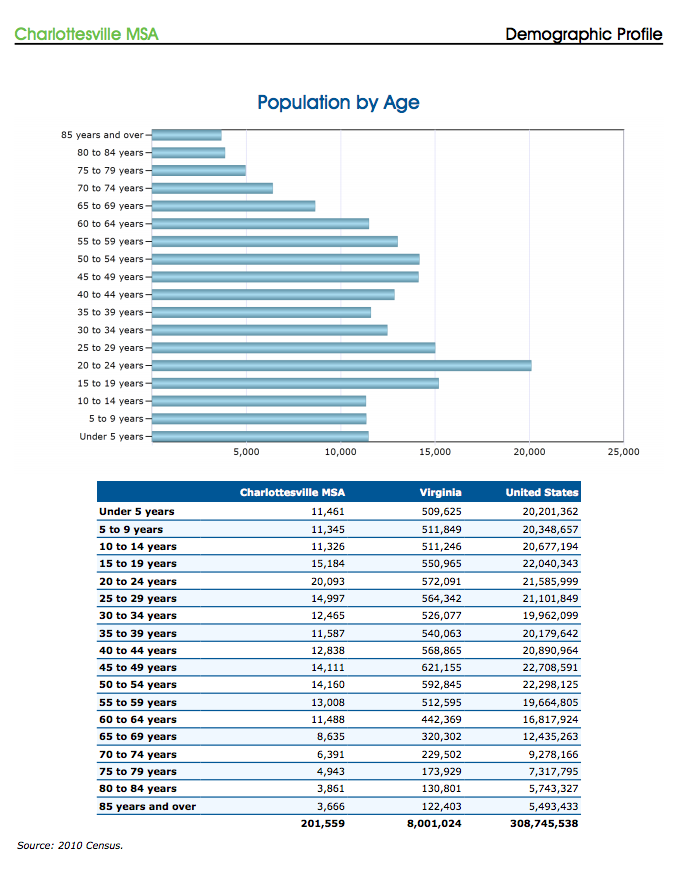 Charlottesville MSA Demographic Profile
Population by Age
85 years and over
80 to 84 years
75 to 79 years
70 to 74 years
65 to 69 years
60 to 64 years
55 to 59 years
50 to 54 years
45 to 49 years
40 to 44 years
35 to 39 years
30 to 34 years
25 to 29 years
20 to 24 years
15 to 19 years
10 to 14 years
5 to 9 years
Under 5 years
5,000 10,000 15,000 20,000 25,000
Charlottesville MSA Virginia United States
Under 5 years 11,461 509,625 20,201,362
5 to 9 years 11,345 511,849 20,348,657
10 to 14 years 11,326 511,246 20,677,194
15 to 19 years 15,184 550,965 22,040,343
20 to 24 years 20,093 572,091 21,585,999
25 to 29 years 14,997 564,342 21,101,849
30 to 34 years 12,465 526,077 19,962,099
35 to 39 years 11,587 540,063 20,179,642
40 to 44 years 12,838 568,865 20,890,964
45 to 49 years 14,111 621,155 22,708,591
50 to 54 years 14,160 592,845 22,298,125
55 to 59 years 13,008 512,595 19,664,805
60 to 64 years 11,488 442,369 16,817,924
65 to 69 years 8,635 320,302 12,435,263
70 to 74 years 6,391 229,502 9,278,166
75 to 79 years 4,943 173,929 7,317,795
80 to 84 years 3,861 130,801 5,743,327
85 years and over 3,666 122,403 5,493,433
201,559 8,001,024 308,745,538
Source: 2010 Census.